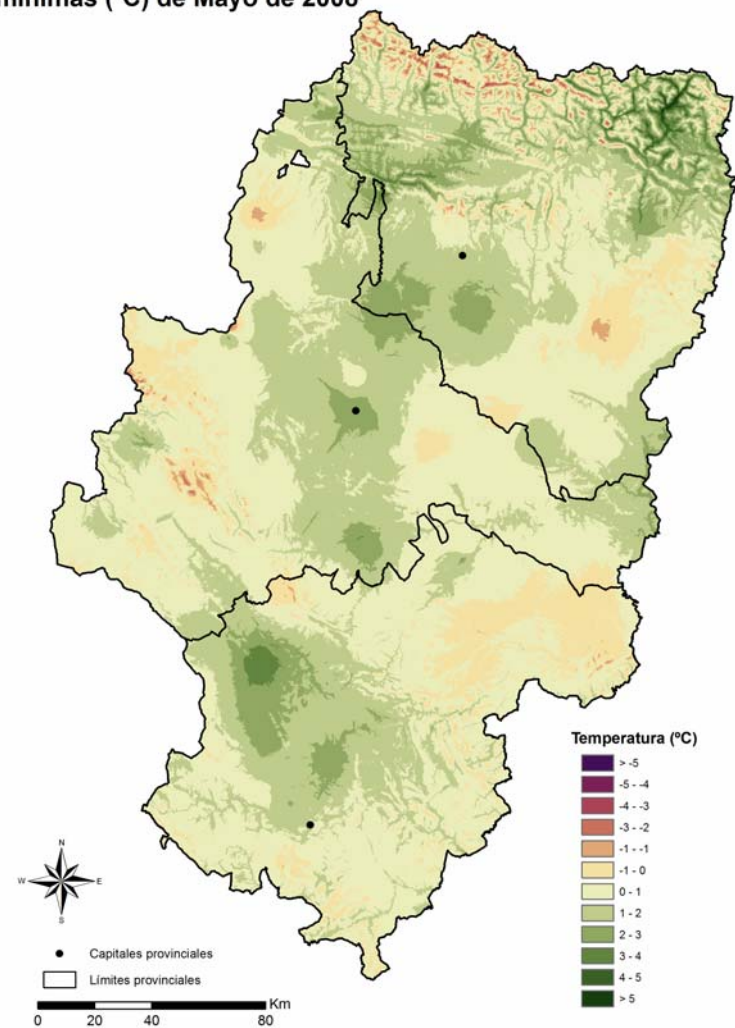 mínimas (ºC) de Mayo de 2008
Temperatura (ºC)
> -5
-5 - -4
-4 - -3
-3 - -2
-1 - -1
-1 - 0
0 - 1
1 - 2
2 - 3
3 - 4
4 - 5
> 5
N
W
E
S
Capitales provinciales
Límites provinciales
Km
0 20 40 80